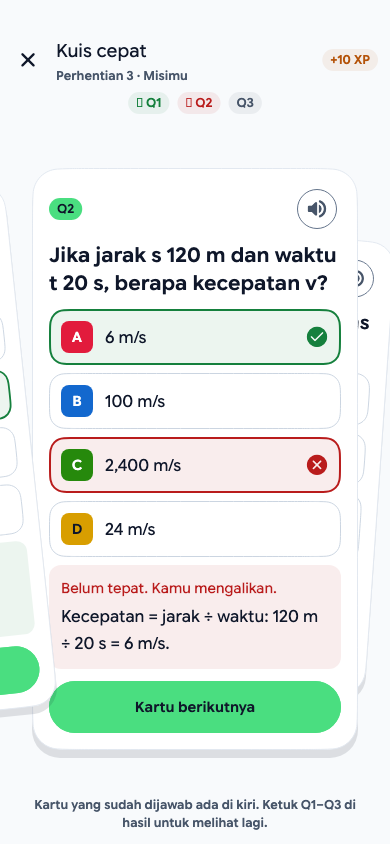 Kuis cepat
Perhentian 3 · Misimu
+10 XP
Q1
Q2
Q3
Q2
Jika jarak s 120 m dan waktu
t 20 s, berapa kecepatan v?
A
6 m/s
B
100 m/s
C
2,400 m/s
D
24 m/s
Belum tepat. Kamu mengalikan.
Kecepatan = jarak ÷ waktu: 120 m
÷ 20 s = 6 m/s.
Kartu berikutnya
Kartu yang sudah dijawab ada di kiri. Ketuk Q1–Q3 di
hasil untuk melihat lagi.